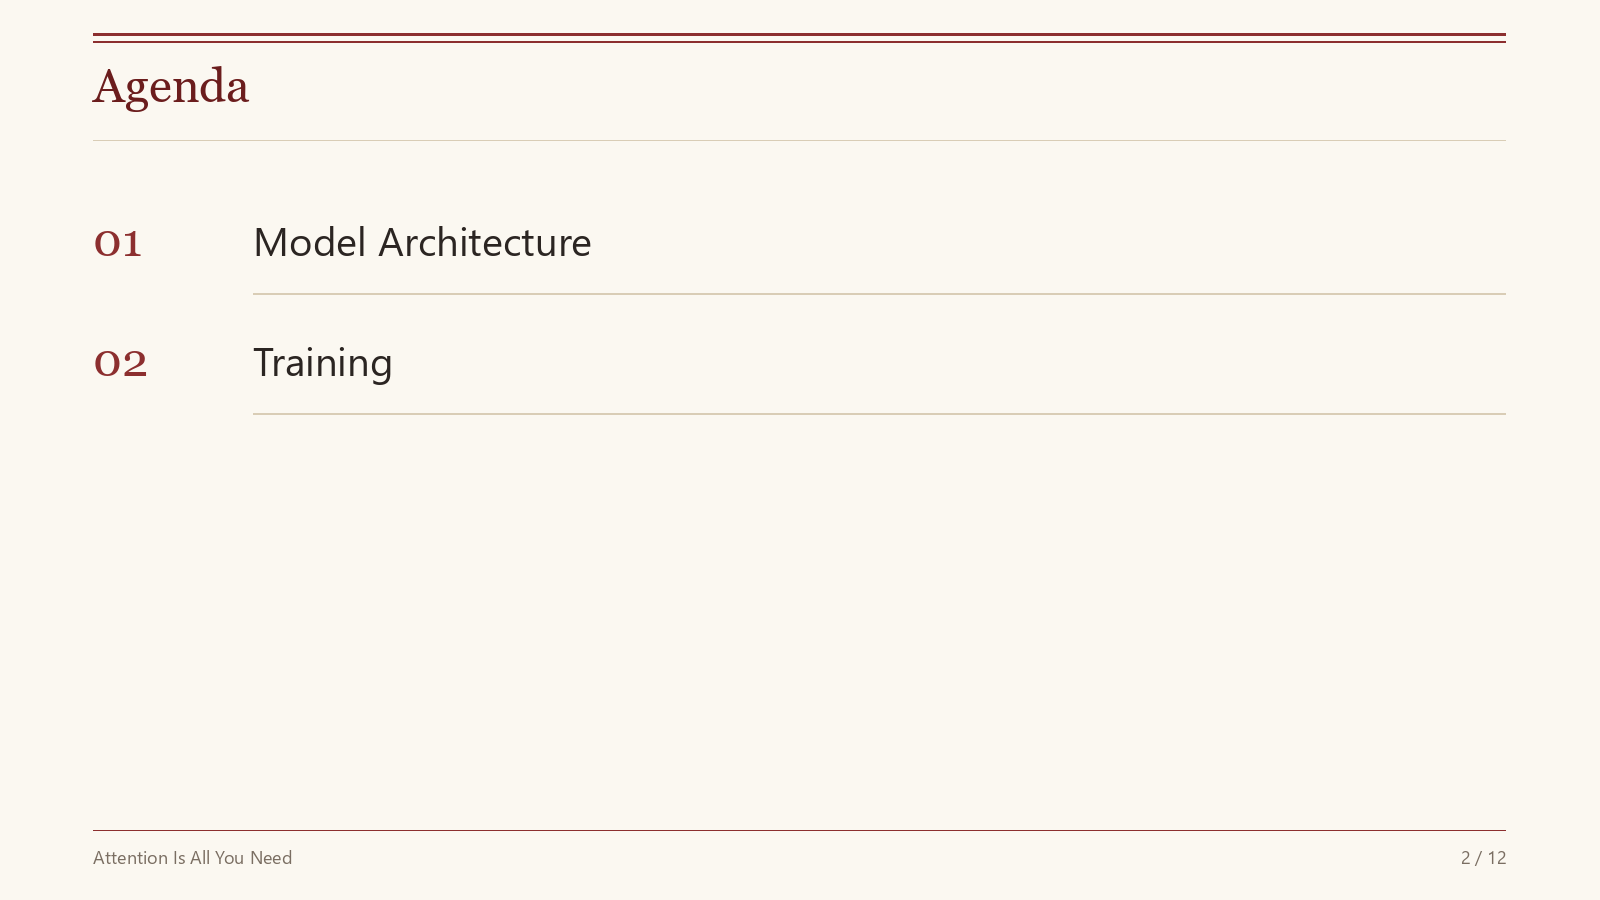 Agenda
01 Model Architecture
02 Training
Attention Is All You Need 2 / 12